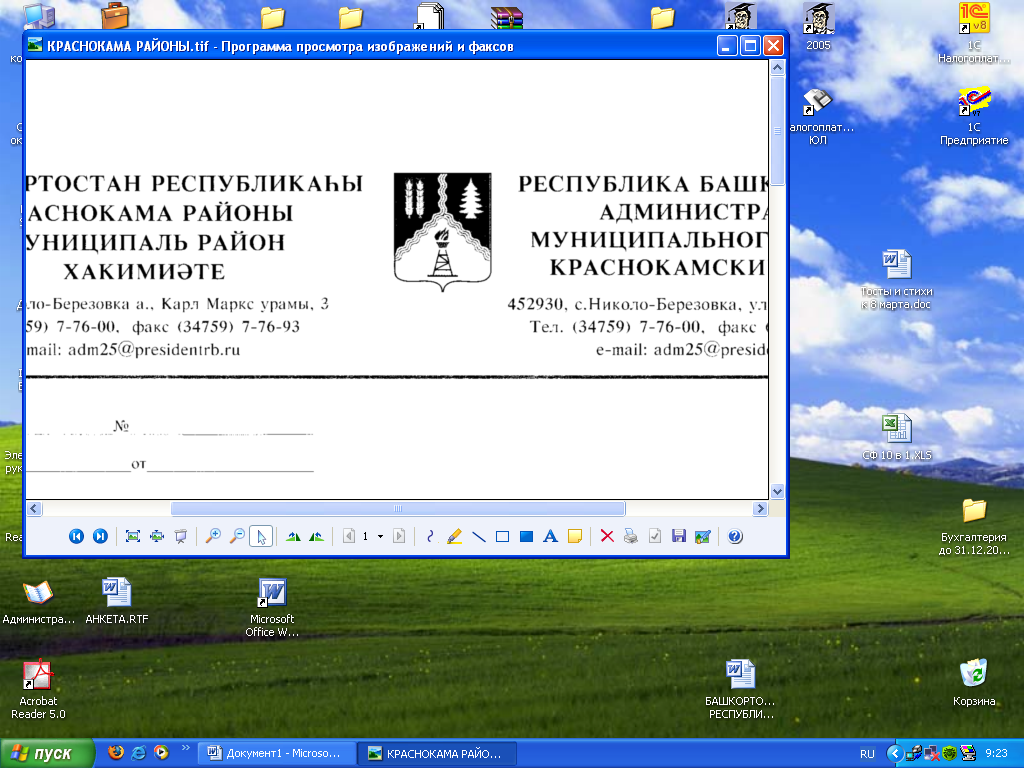 2005
1С
Налогоплат...
КРАСНОКАМА РАЙОНЫ.tif - Программа просмотра изображений и факсов
алогоплат...
ЮЛ
1С
Предприятие
РТОСТАН РЕСПУБЛИКАҺЫ
АСНОКАМА РАЙОНЫ
УНИЦИПАЛЬ РАЙОН
ХАКИМИӘТЕ
ло-Березовка а., Карл Маркс урамы, 3
59) 7-76-00, факс (34759) 7-76-93
mail: adm25@presidentrb.ru
РЕСПУБЛИКА БАШК
АДМИНИСТРА
МУНИЦИПАЛЬНОГ
КРАСНОКАМСКИ
452930, с.Николо-Березовка, ул
Тел. (34759) 7-76-00, факс
e-mail: adm25@preside
№
от
Тосты и стихи
к 8 марта.doc
СФ 10 в 1.XLS
Бухгалтерия
до 31.12.20...
1
Администра...
АНКЕТА.RTF
Microsoft
Office W...
Acrobat
Reader 5.0
БАШКОРТО...
РЕСПУБЛИ...
Корзина
пуск
Документ1 - Microso...
КРАСНОКАМА РАЙО...
RU
9:23